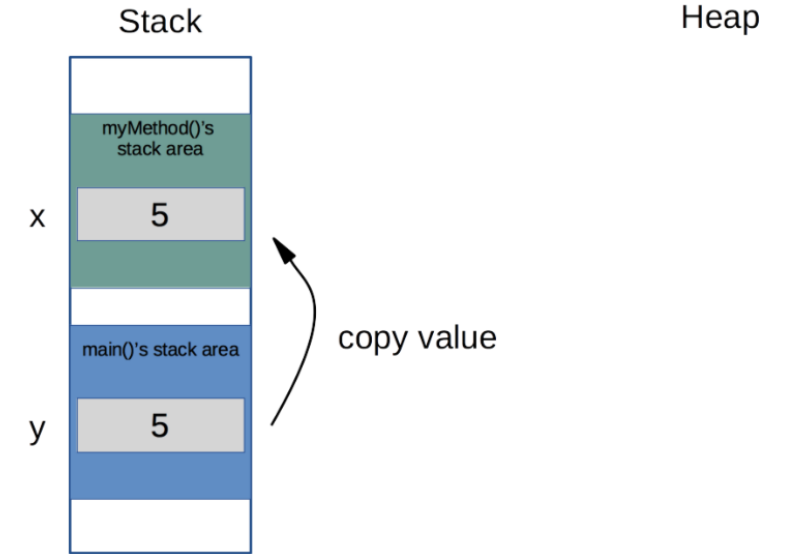 Stack
Heap
myMethod()'s
stack area
x
5
copy value
main()'s stack area
y
5